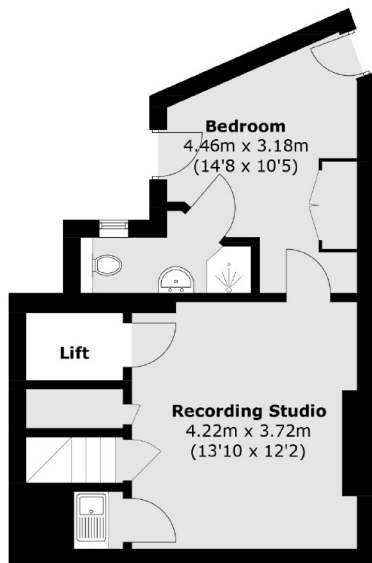 Bedroom
4.46m x 3.18m
(14'8 x 10'5)
Lift
Recording Studio
4.22m x 3.72m
(13'10 x 12'2)